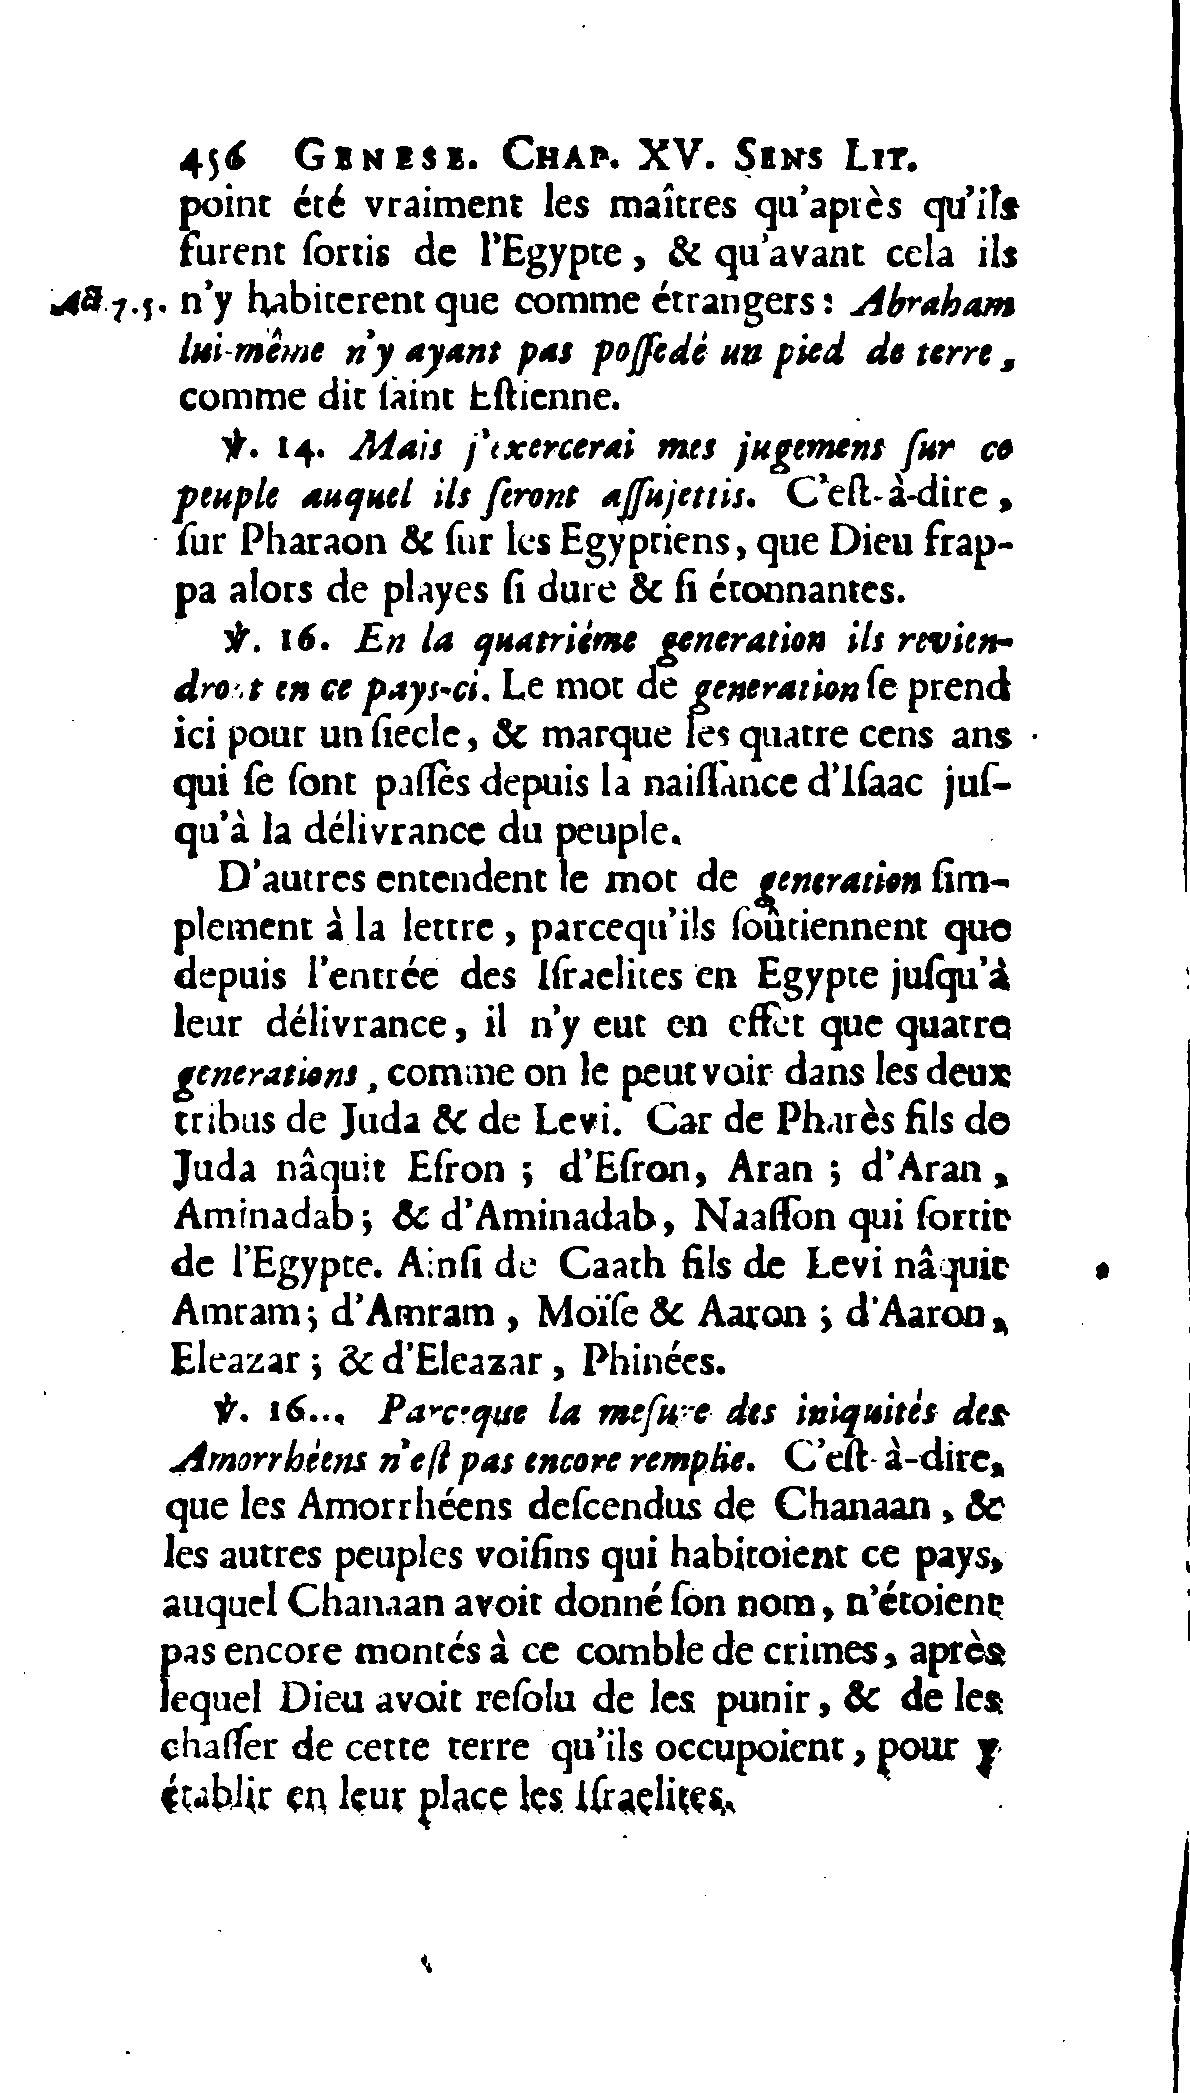 456 GENESE. CHAP. XV. SENS LIT.
point été vraiment les maîtres qu'après qu'ils
furent ſortis de l'Egypte, & qu'avant cela ils
Act. 7. 5. n'y habiterent que comme étrangers : Abraham
lui-même n'y ayant pas poſſedé un pied de terre,
comme dit ſaint Eſtienne.
℣. 14. Mais j'exercerai mes jugemens ſur ce
peuple auquel ils ſeront aſſujettis. C'eſt-à-dire,
ſur Pharaon & ſur les Egyptiens, que Dieu frap-
pa alors de playes ſi dure & ſi étonnantes.
℣. 16. En la quatriéme generation ils revien-
dront en ce pays-ci. Le mot de generation ſe prend
ici pour un ſiecle, & marque les quatre cens ans
qui ſe ſont paſſès depuis la naiſſance d'Iſaac juſ-
qu'à la délivrance du peuple.
D'autres entendent le mot de generation ſim-
plement à la lettre, parcequ'ils ſoûtiennent que
depuis l'entrée des Iſraelites en Egypte juſqu'à
leur délivrance, il n'y eut en effet que quatre
generations, comme on le peut voir dans les deux
tribus de Juda & de Levi. Car de Pharès fils de
Juda nâquit Eſron ; d'Eſron, Aran ; d'Aran,
Aminadab ; & d'Aminadab, Naaſſon qui ſortit
de l'Egypte. Ainſi de Caath fils de Levi nâquit
Amram ; d'Amram, Moïſe & Aaron ; d'Aaron,
Eleazar ; & d'Eleazar, Phinées.
℣. 16... Parceque la meſure des iniquités des
Amorrhéens n'eſt pas encore remplie. C'eſt-à-dire,
que les Amorrhéens deſcendus de Chanaan, &
les autres peuples voiſins qui habitoient ce pays,
auquel Chanaan avoit donné ſon nom, n'étoient
pas encore montés à ce comble de crimes, après
lequel Dieu avoit reſolu de les punir, & de les
chaſſer de cette terre qu'ils occupoient, pour y
établir en leur place les Iſraelites.